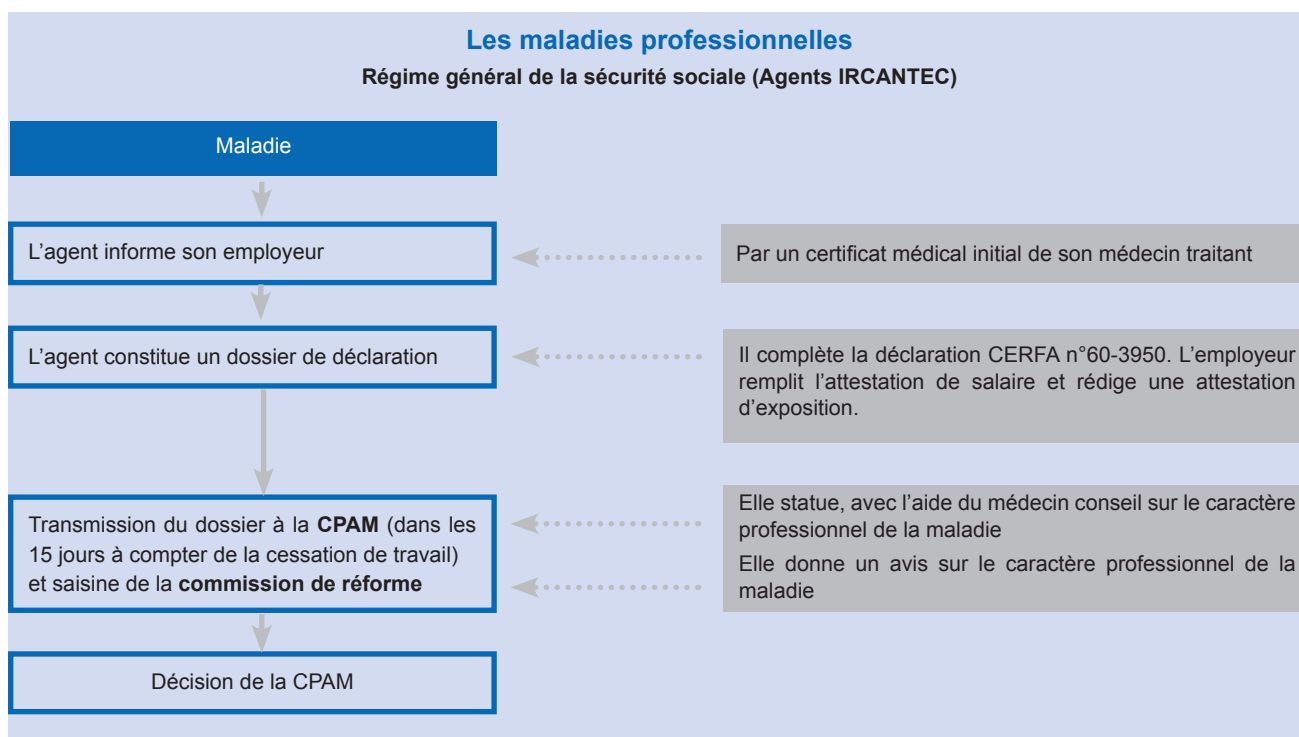 Les maladies professionnelles
Régime général de la sécurité sociale (Agents IRCANTEC)
Maladie
L’agent informe son employeur
Par un certificat médical initial de son médecin traitant
L’agent constitue un dossier de déclaration
Il complète la déclaration CERFA n°60-3950. L’employeur
remplit l’attestation de salaire et rédige une attestation
d’exposition.
Transmission du dossier à la CPAM (dans les
15 jours à compter de la cessation de travail)
et saisine de la commission de réforme
Elle statue, avec l’aide du médecin conseil sur le caractère
professionnel de la maladie
Elle donne un avis sur le caractère professionnel de la
maladie
Décision de la CPAM